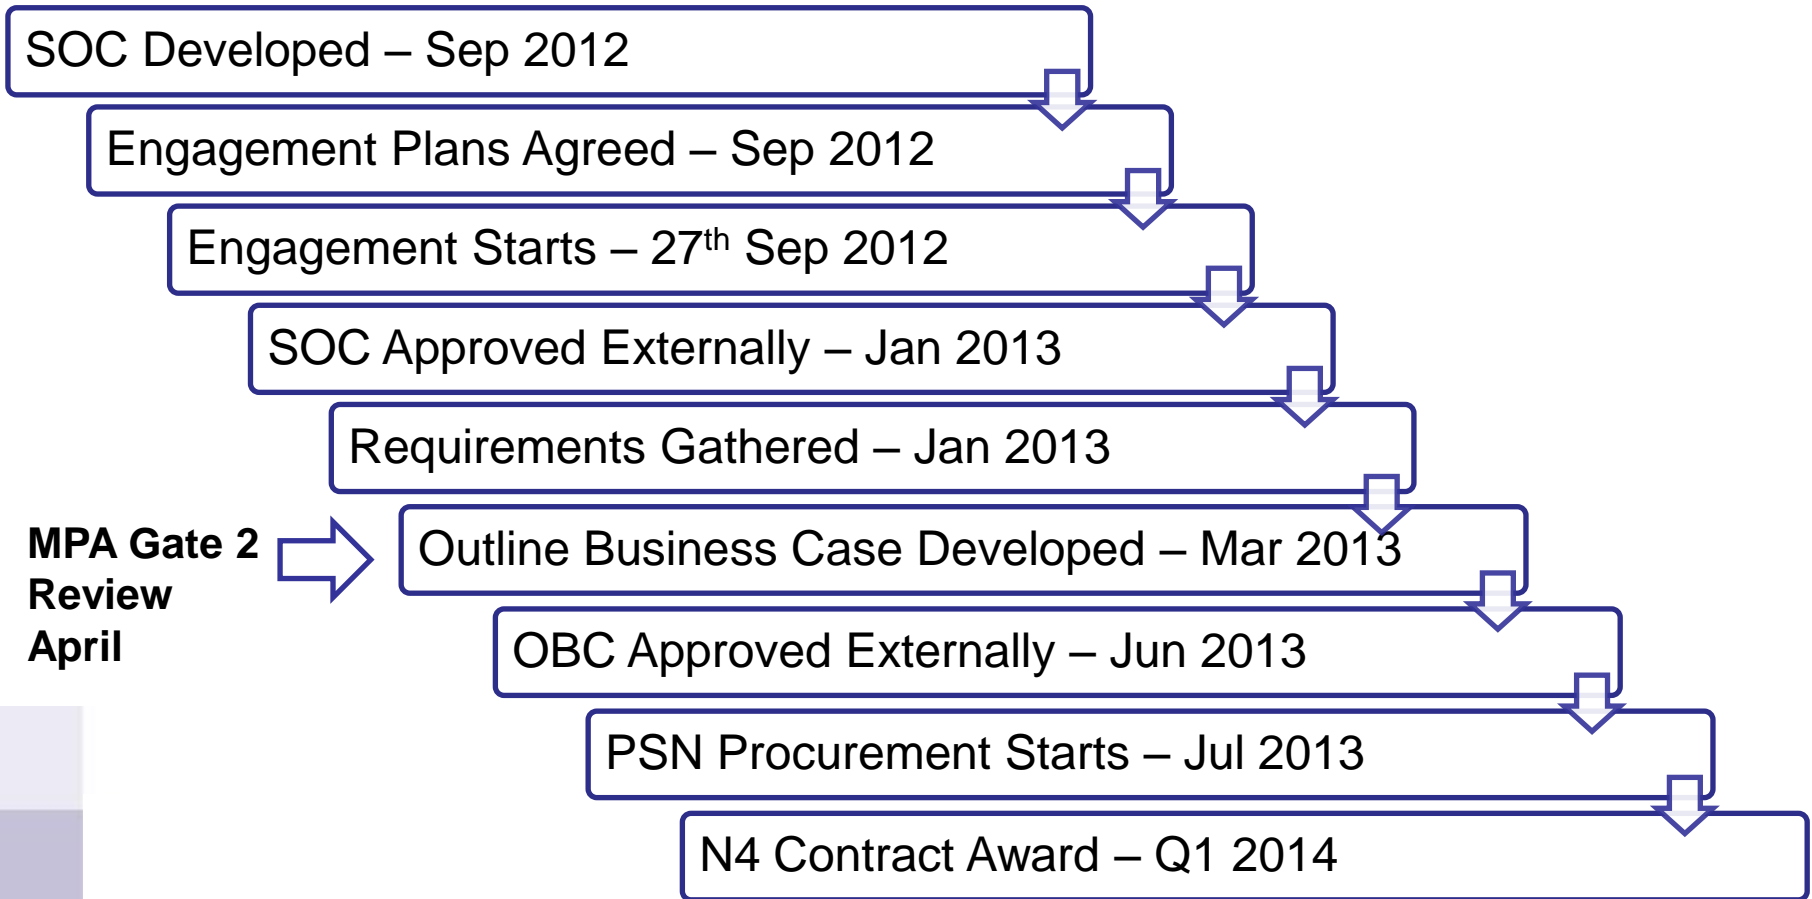 SOC Developed – Sep 2012
Engagement Plans Agreed – Sep 2012
Engagement Starts – 27th Sep 2012
SOC Approved Externally – Jan 2013
Requirements Gathered – Jan 2013
MPA Gate 2
Review
April
Outline Business Case Developed – Mar 2013
OBC Approved Externally – Jun 2013
PSN Procurement Starts – Jul 2013
N4 Contract Award – Q1 2014